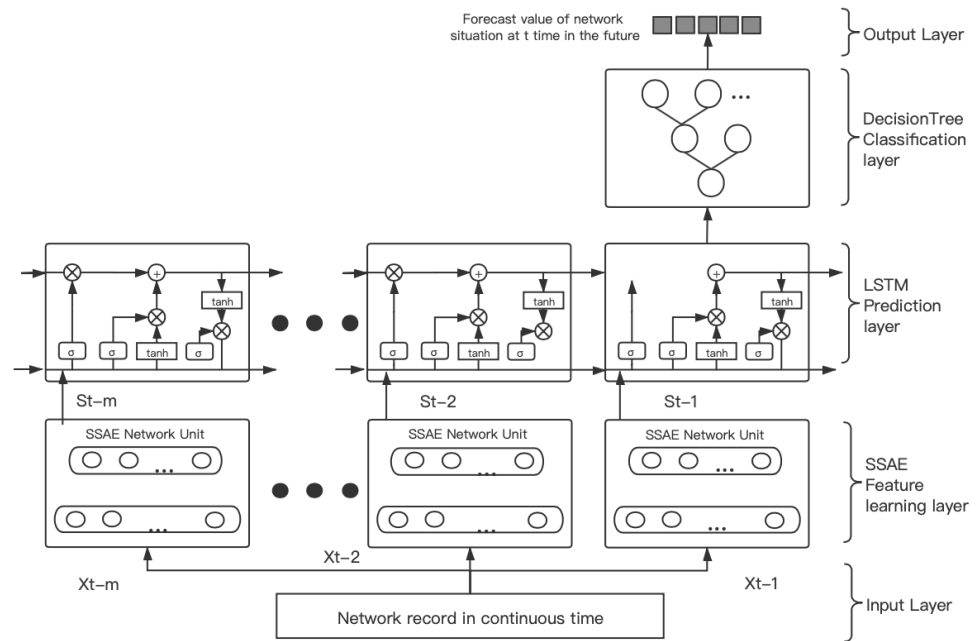 Forecast value of network
situation at t time in the future
Output Layer
...
DecisionTree
Classification
layer
tanh
tanh
tanh
σ
σ
tanh
σ
σ
σ
tanh
σ
σ
σ
tanh
σ
LSTM
Prediction
layer
St-m
St-2
St-1
SSAE Network Unit
SSAE Network Unit
SSAE Network Unit
...
...
...
...
...
...
SSAE
Feature
learning layer
Xt-m
Xt-2
Xt-1
Network record in continuous time
Input Layer